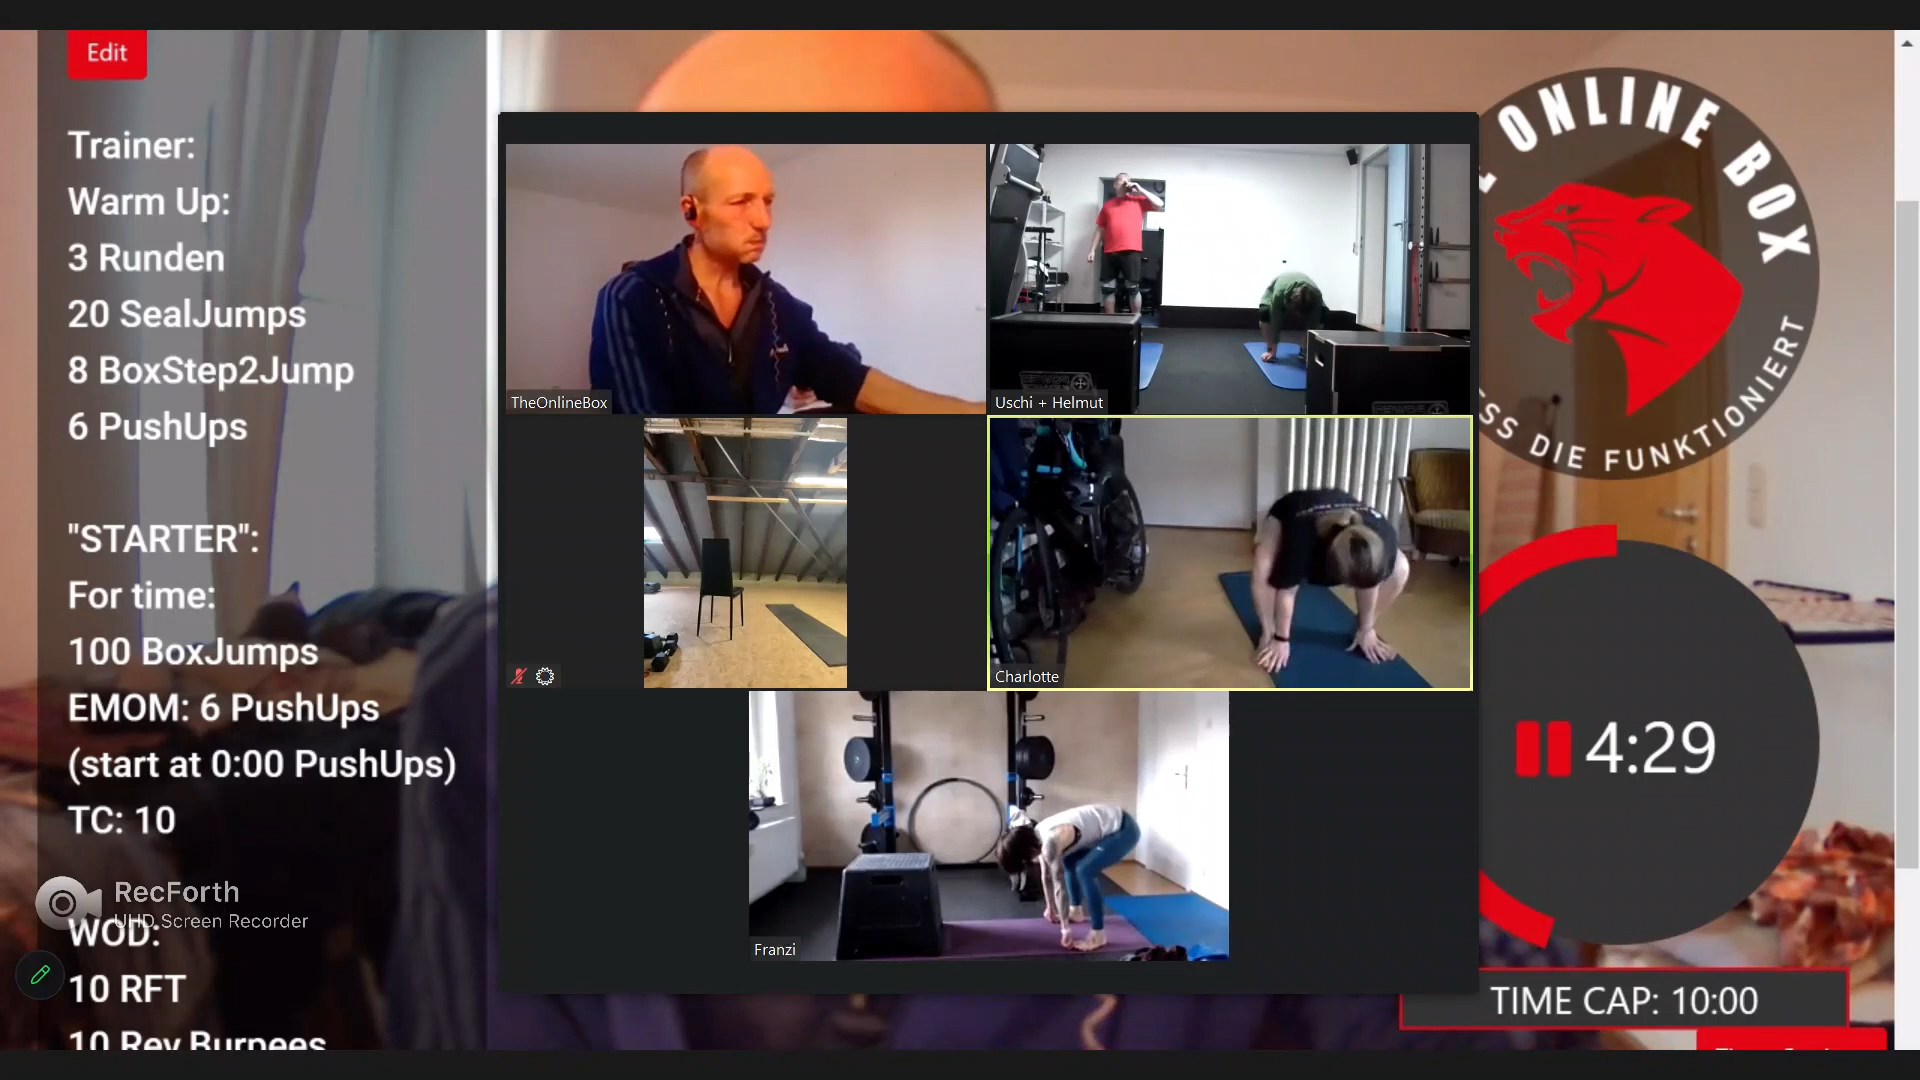 Edit
Trainer:
Warm Up:
3 Runden
20 SealJumps
8 BoxStep2Jump
6 PushUps
"STARTER":
For time:
100 BoxJumps
EMOM: 6 PushUps
(start at 0:00 PushUps)
TC: 10
RecForth
UHD Screen Recorder
WOD:
10 RFT
10 Rev Burpees
TheOnlineBox
Uschi + Helmut
Charlotte
Franzi
ONLINE BOX
SS DIE FUNKTIONIERT
4:29
TIME CAP: 10:00